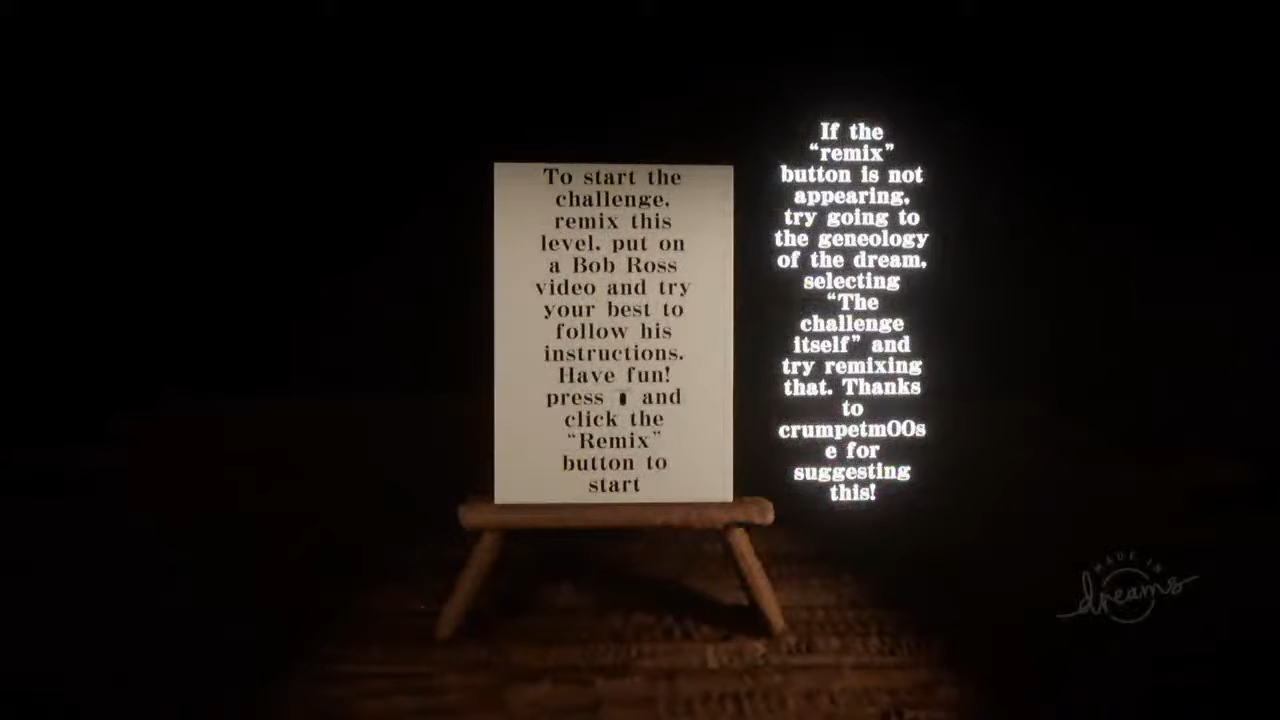 To start the
challenge,
remix this
level, put on
a Bob Ross
video and try
your best to
follow his
instructions.
Have fun!
press and
click the
“Remix”
button to
start
If the
“remix”
button is not
appearing,
try going to
the geneology
of the dream,
selecting
“The
challenge
itself” and
try remixing
that. Thanks
to
crumpetm00s
e for
suggesting
this!
MADE IN
dreams